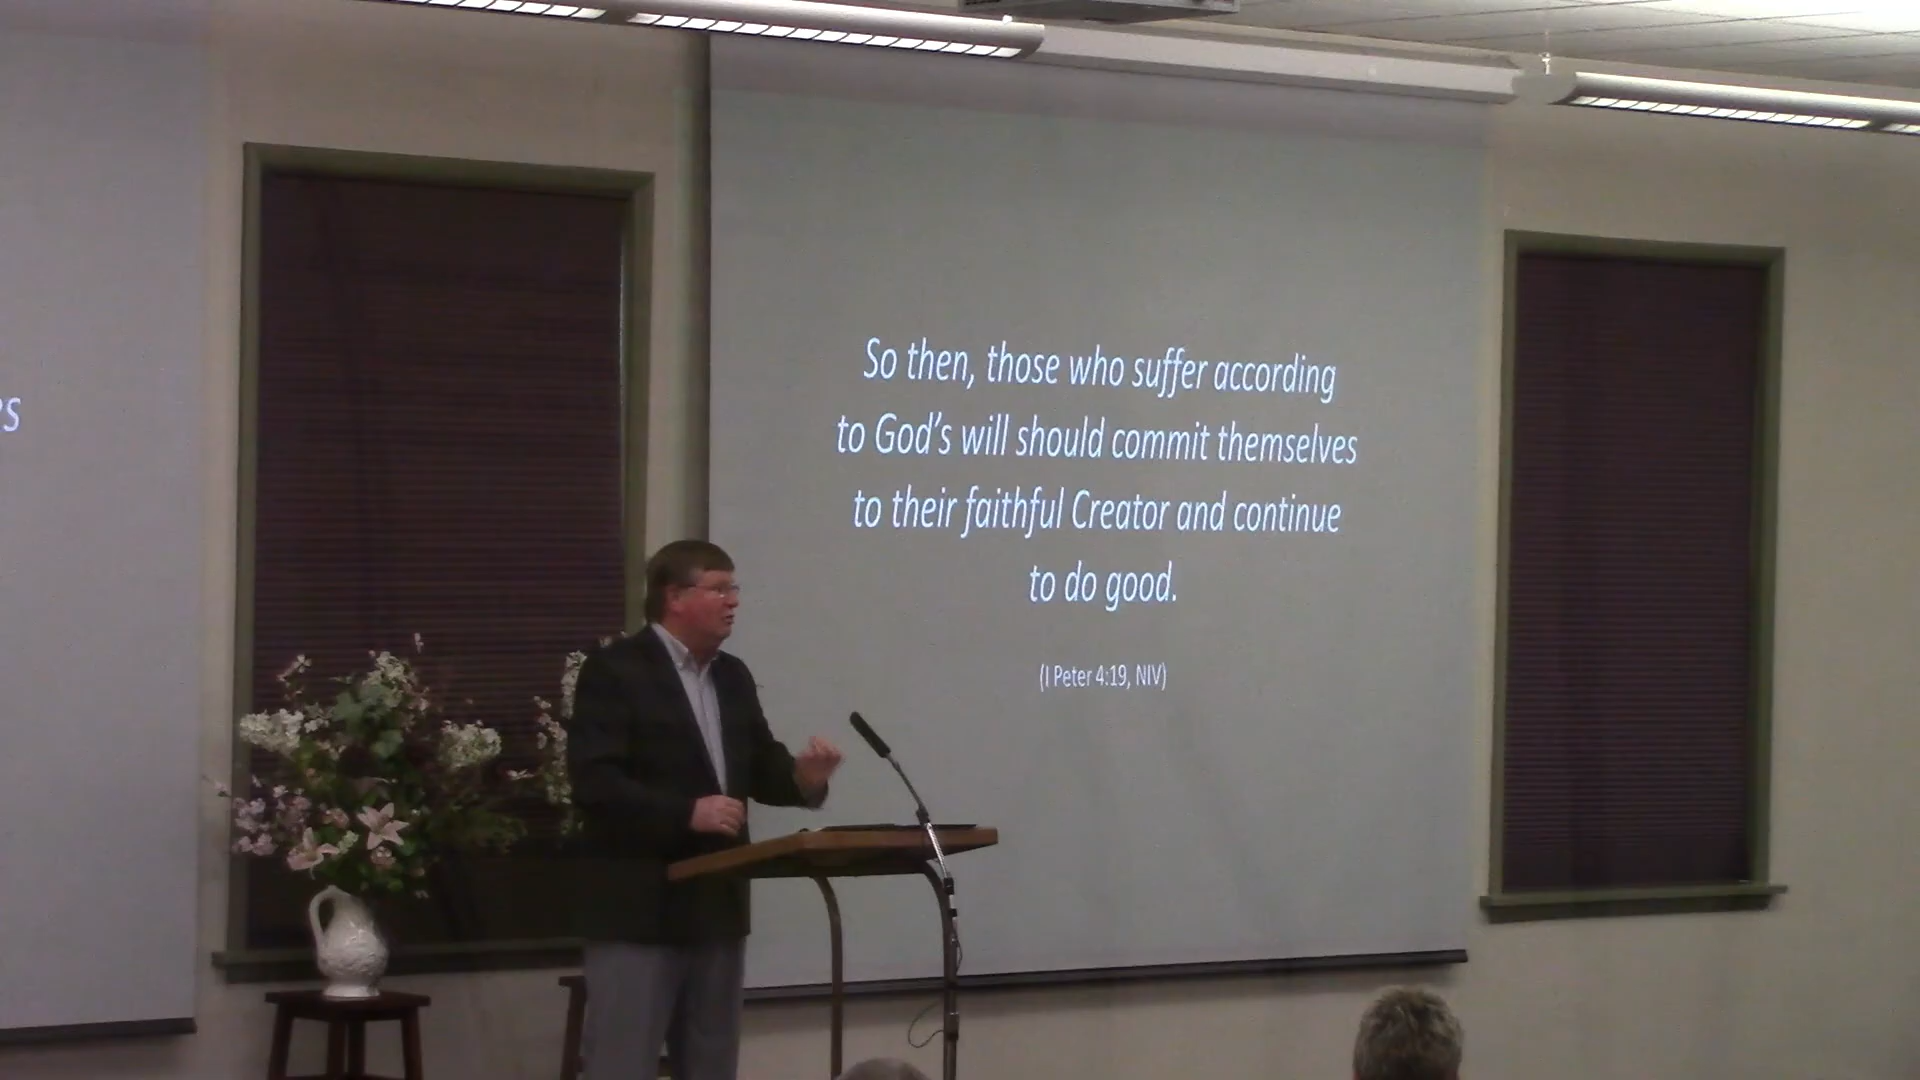 So then, those who suffer according
to God's will should commit themselves
to their faithful Creator and continue
to do good.
(I Peter 4:19, NIV)